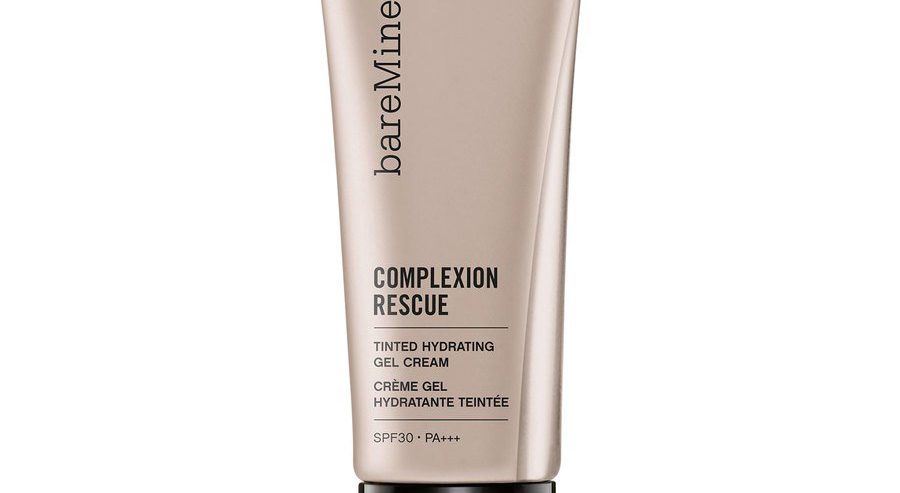 bareMine
COMPLEXION
RESCUE
TINTED HYDRATING
GEL CREAM
CRÈME GEL
HYDRATANTE TEINTÉE
SPF30 · PA+++